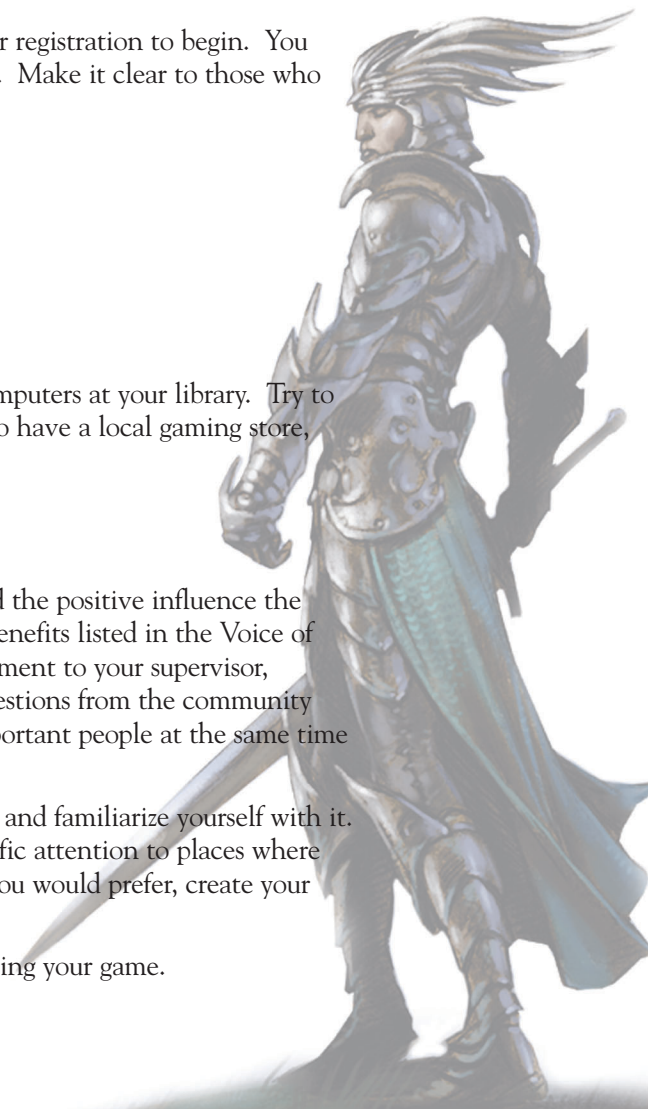 r registration to begin.  You
.  Make it clear to those who
mputers at your library.  Try to
o have a local gaming store,
d the positive influence the
enefits listed in the Voice of
ment to your supervisor,
estions from the community
portant people at the same time
and familiarize yourself with it.
fic attention to places where
ou would prefer, create your
ing your game.